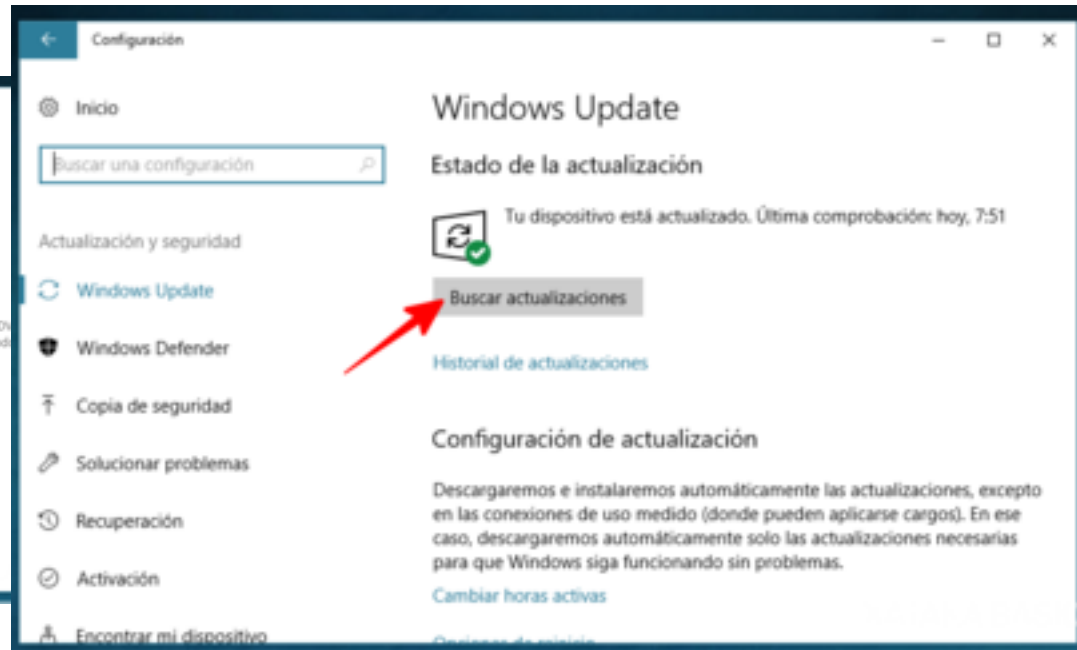 Configuración
Inicio
Buscar una configuración
Actualización y seguridad
Windows Update
Windows Defender
Copia de seguridad
Solucionar problemas
Recuperación
Activación
Encontrar mi dispositivo
Windows Update
Estado de la actualización
Tu dispositivo está actualizado. Última comprobación: hoy, 7:51
Buscar actualizaciones
Historial de actualizaciones
Configuración de actualización
Descargaremos e instalaremos automáticamente las actualizaciones, excepto
en las conexiones de uso medido (donde pueden aplicarse cargos). En ese
caso, descargaremos automáticamente solo las actualizaciones necesarias
para que Windows siga funcionando sin problemas.
Cambiar horas activas
Opciones de reinicio